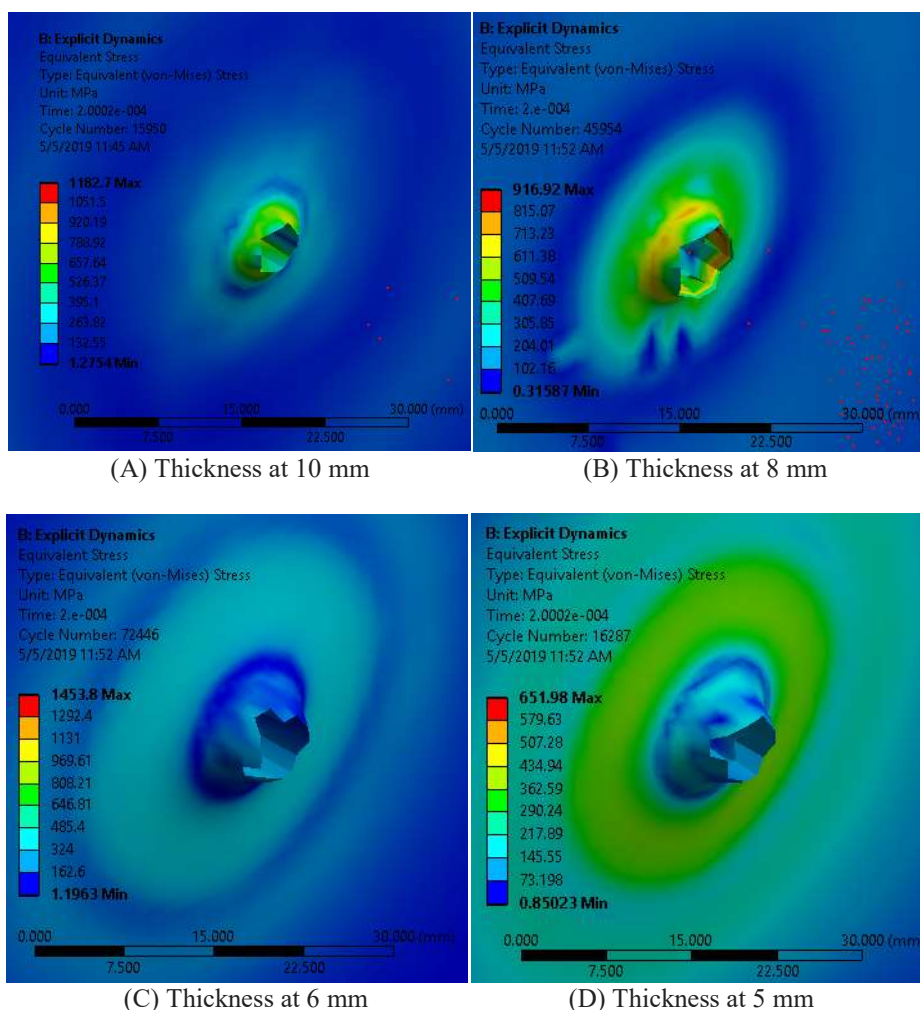 B: Explicit Dynamics
Equivalent Stress
Type: Equivalent (von-Mises) Stress
Unit: MPa
Time: 2.0002e-004
Cycle Number: 15950
5/5/2019 11:45 AM
1182.7 Max
1051.5
920.19
788.92
657.64
526.37
395.1
263.82
132.55
1.2754 Min
0.000
15.000
30.000 (mm)
7.500
22.500
(A) Thickness at 10 mm
B: Explicit Dynamics
Equivalent Stress
Type: Equivalent (von-Mises) Stress
Unit: MPa
Time: 2.e-004
Cycle Number: 45954
5/5/2019 11:52 AM
916.92 Max
815.07
713.23
611.38
509.54
407.69
305.85
204.01
102.16
0.31587 Min
0.000
15.000
30.000 (mm)
7.500
22.500
(B) Thickness at 8 mm
B: Explicit Dynamics
Equivalent Stress
Type: Equivalent (von-Mises) Stress
Unit: MPa
Time: 2.e-004
Cycle Number: 72446
5/5/2019 11:52 AM
1453.8 Max
1292.4
1131
969.61
808.21
646.81
485.4
324
162.6
1.1963 Min
0.000
15.000
30.000 (mm)
7.500
22.500
(C) Thickness at 6 mm
B: Explicit Dynamics
Equivalent Stress
Type: Equivalent (von-Mises) Stress
Unit: MPa
Time: 2.0002e-004
Cycle Number: 16287
5/5/2019 11:52 AM
651.98 Max
579.63
507.28
434.94
362.59
290.24
217.89
145.55
73.198
0.85023 Min
0.000
15.000
30.000 (mm)
7.500
22.500
(D) Thickness at 5 mm